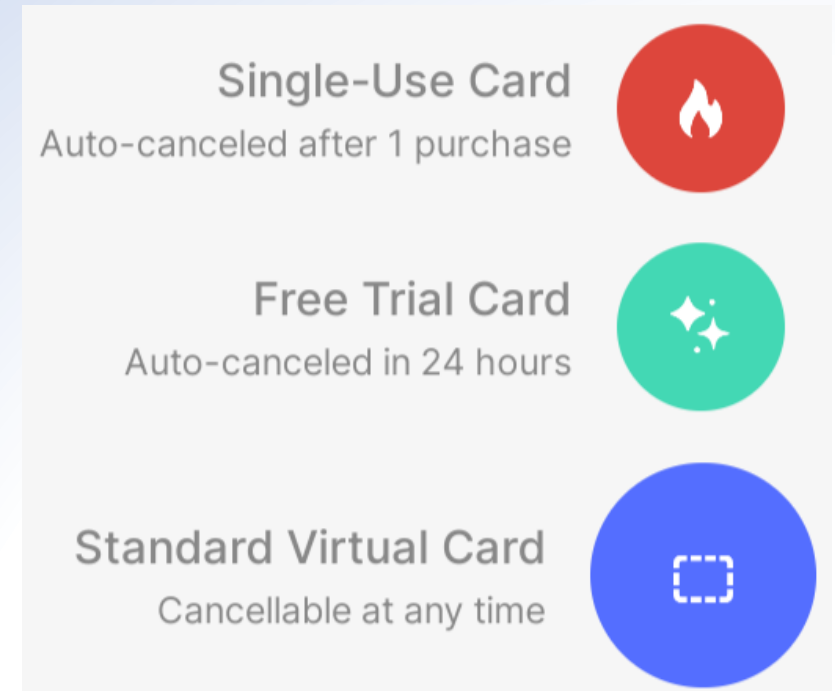 Single-Use Card
Auto-canceled after 1 purchase
Free Trial Card
Auto-canceled in 24 hours
Standard Virtual Card
Cancellable at any time